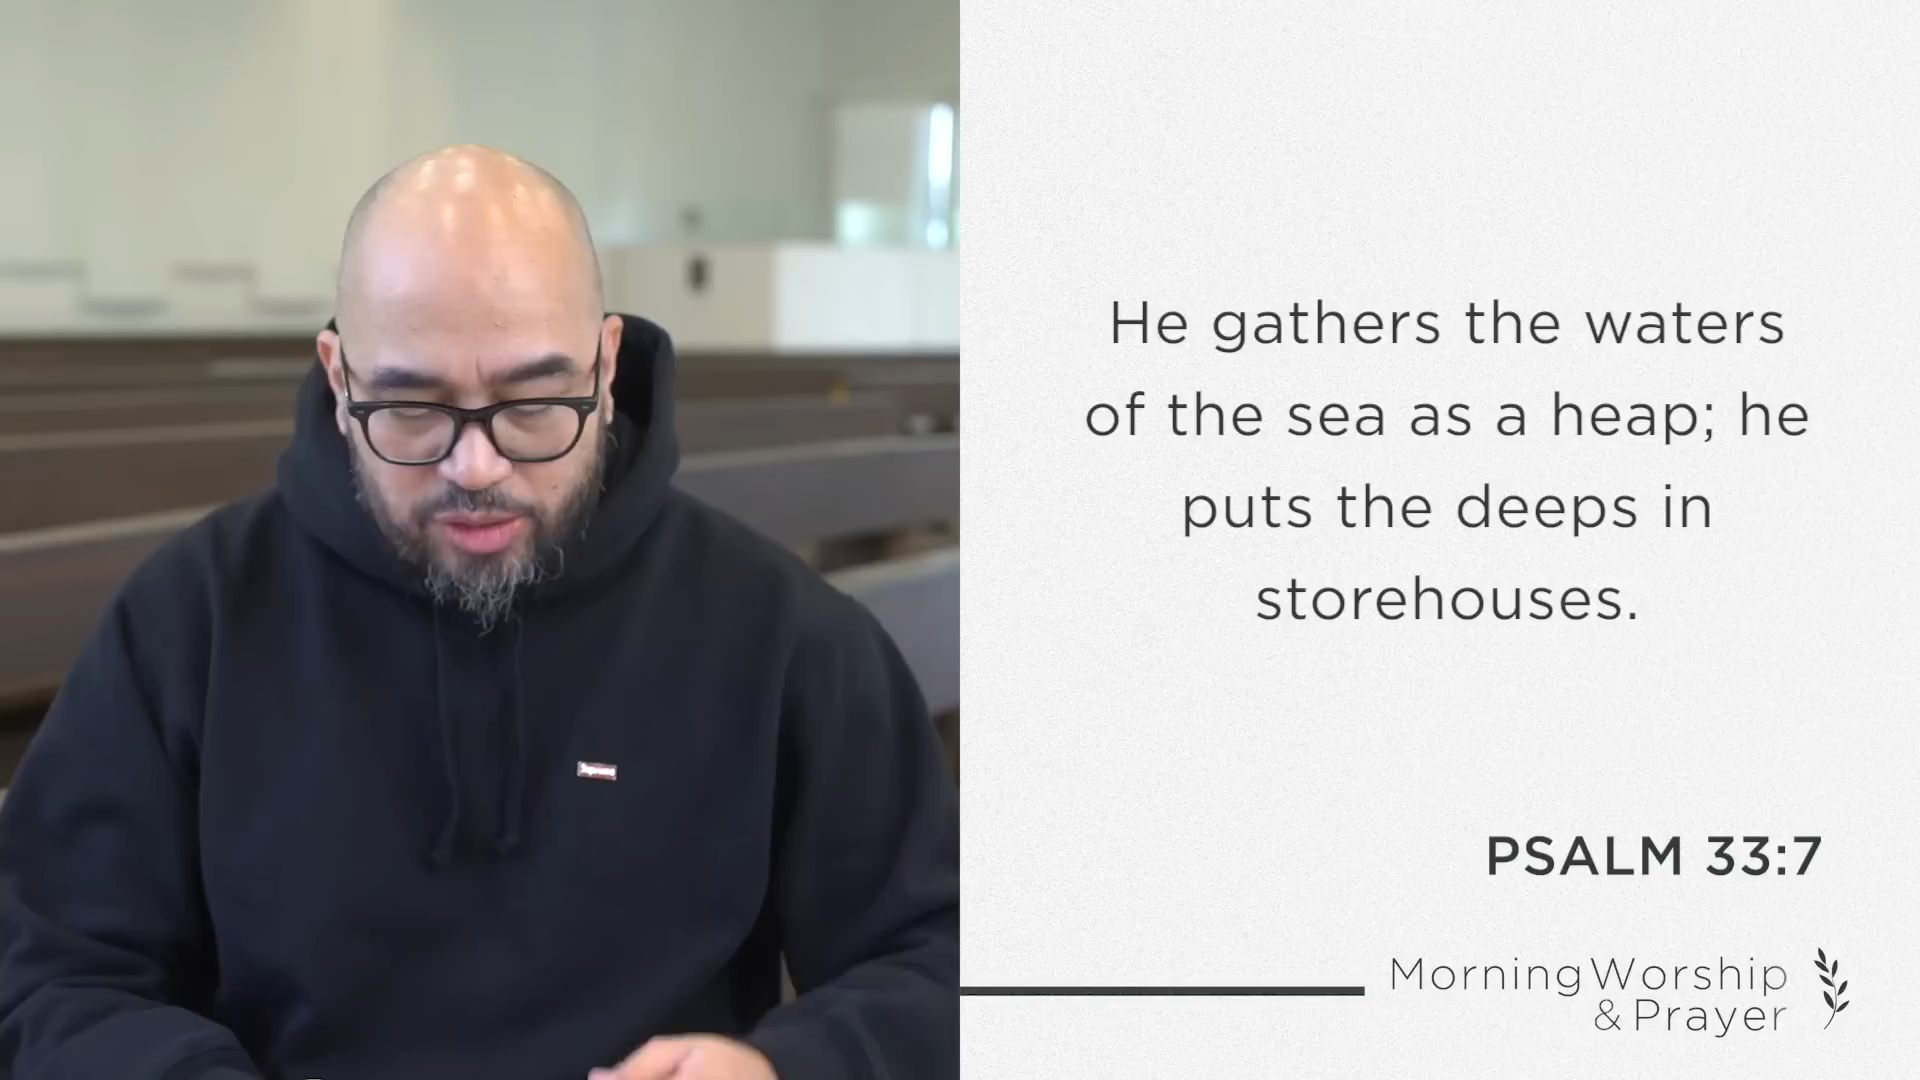 He gathers the waters
of the sea as a heap; he
puts the deeps in
storehouses.
PSALM 33:7
Morning Worship
& Prayer